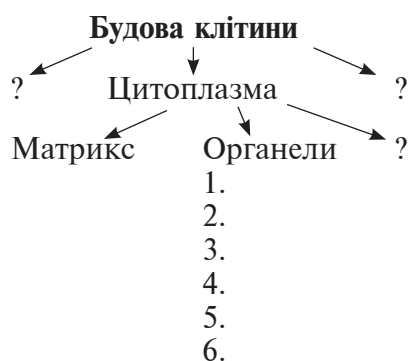 Будова клітини
? Цитоплазма ?
Матрикс Органели ?
1.
2.
3.
4.
5.
6.